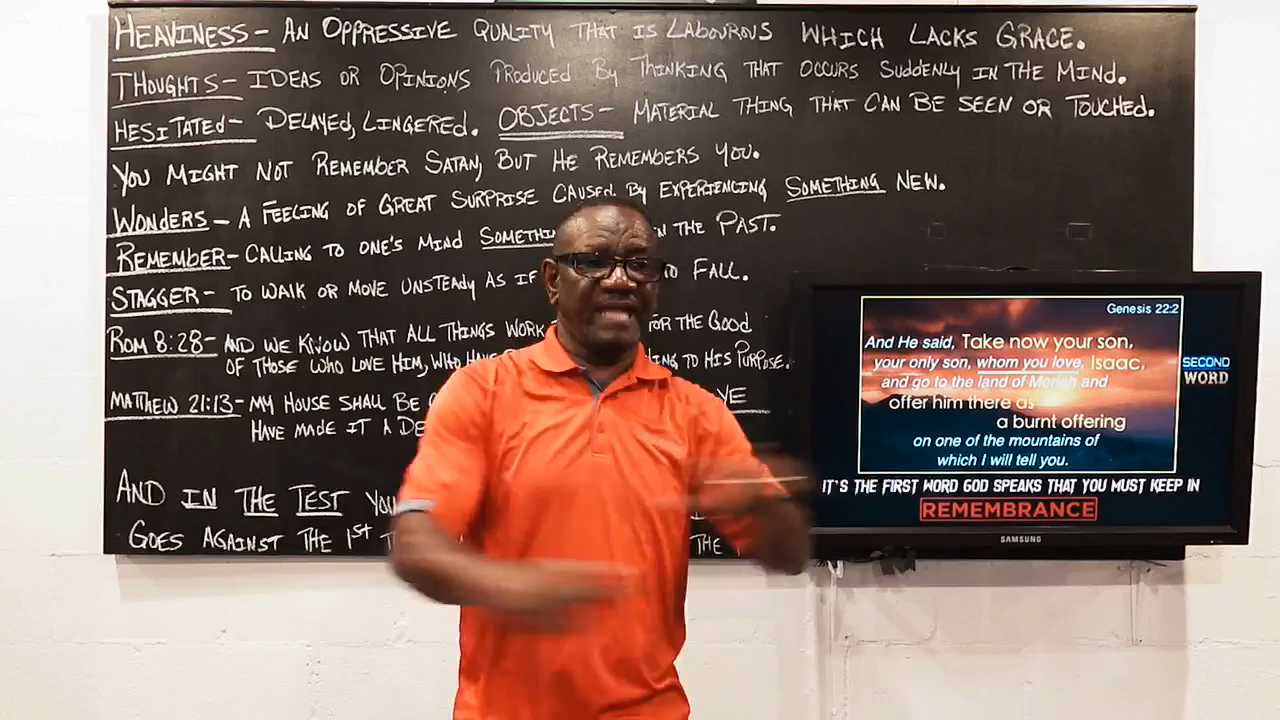 HEAVINESS - AN OPPRESSIVE QUALITY THAT IS LABOUROUS WHICH LACKS GRACE.
THOUGHTS - IDEAS OR OPINIONS PRODUCED BY THINKING THAT OCCURS SUDDENLY IN THE MIND.
HESITATED - DELAYED, LINGERED. OBJECTS - MATERIAL THING THAT CAN BE SEEN OR TOUCHED.
YOU MIGHT NOT REMEMBER SATAN, BUT HE REMEMBERS YOU.
WONDERS - A FEELING OF GREAT SURPRISE CAUSED BY EXPERIENCING SOMETHING NEW.
REMEMBER - CALLING TO ONE'S MIND THE PAST.
STAGGER - TO WALK OR MOVE UNSTEADY AS IF TO FALL.
ROM 8:28 - AND WE KNOW THAT ALL THINGS WORK FOR THE GOOD
OF THOSE WHO LOVE HIM, WHO TO HIS PURPOSE.
MATTHEW 21:13 - MY HOUSE SHALL BE YE
HAVE MADE IT A
AND IN THE TEST
GOES AGAINST THE 1ST THE
Genesis 22:2
And He said, Take now your son,
your only son, whom you love, Isaac,
and go to the land of Moriah and
offer him there as
a burnt offering
on one of the mountains of
which I will tell you.
SECOND
WORD
IT'S THE FIRST WORD GOD SPEAKS THAT YOU MUST KEEP IN
REMEMBRANCE
SAMSUNG